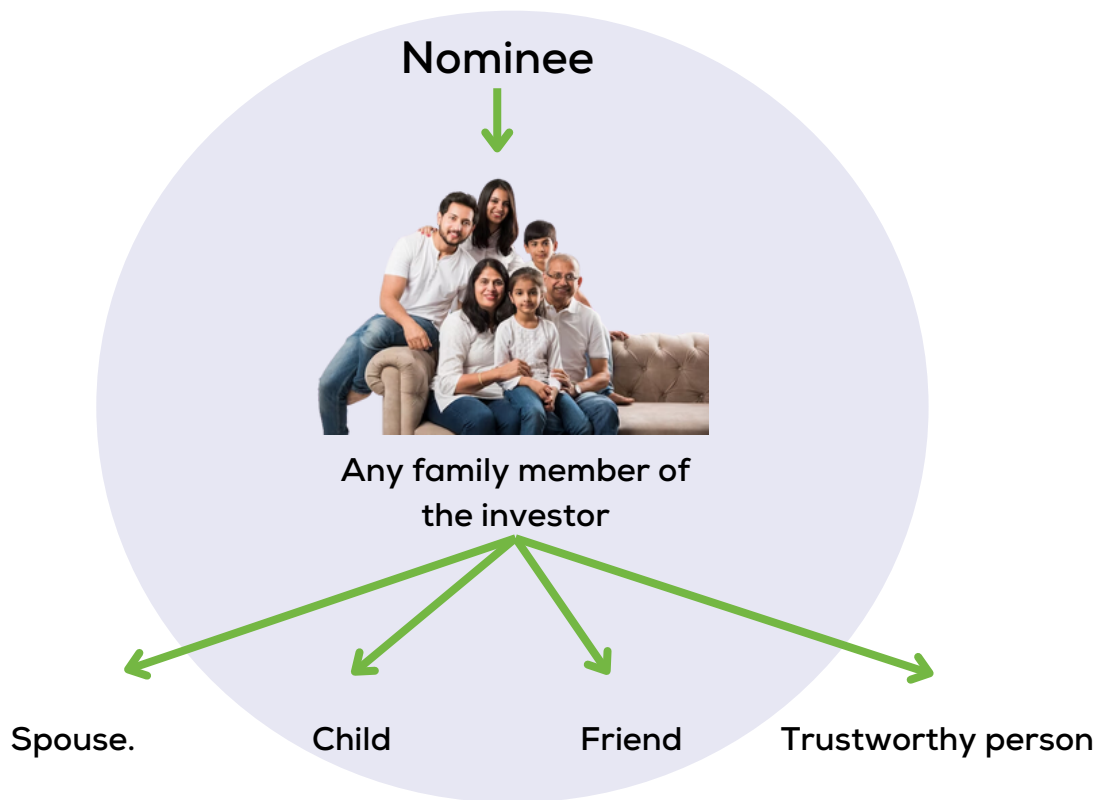 Nominee
Any family member of
the investor
Spouse.
Child
Friend
Trustworthy person